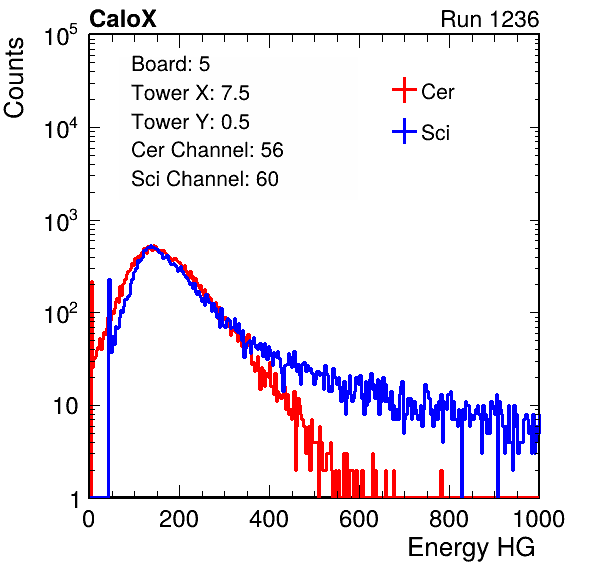 CaloX Run 1236
Counts
10^5
10^4
10^3
10^2
10
1
Board: 5
Tower X: 7.5
Tower Y: 0.5
Cer Channel: 56
Sci Channel: 60
Cer
Sci
0 200 400 600 800 1000
Energy HG